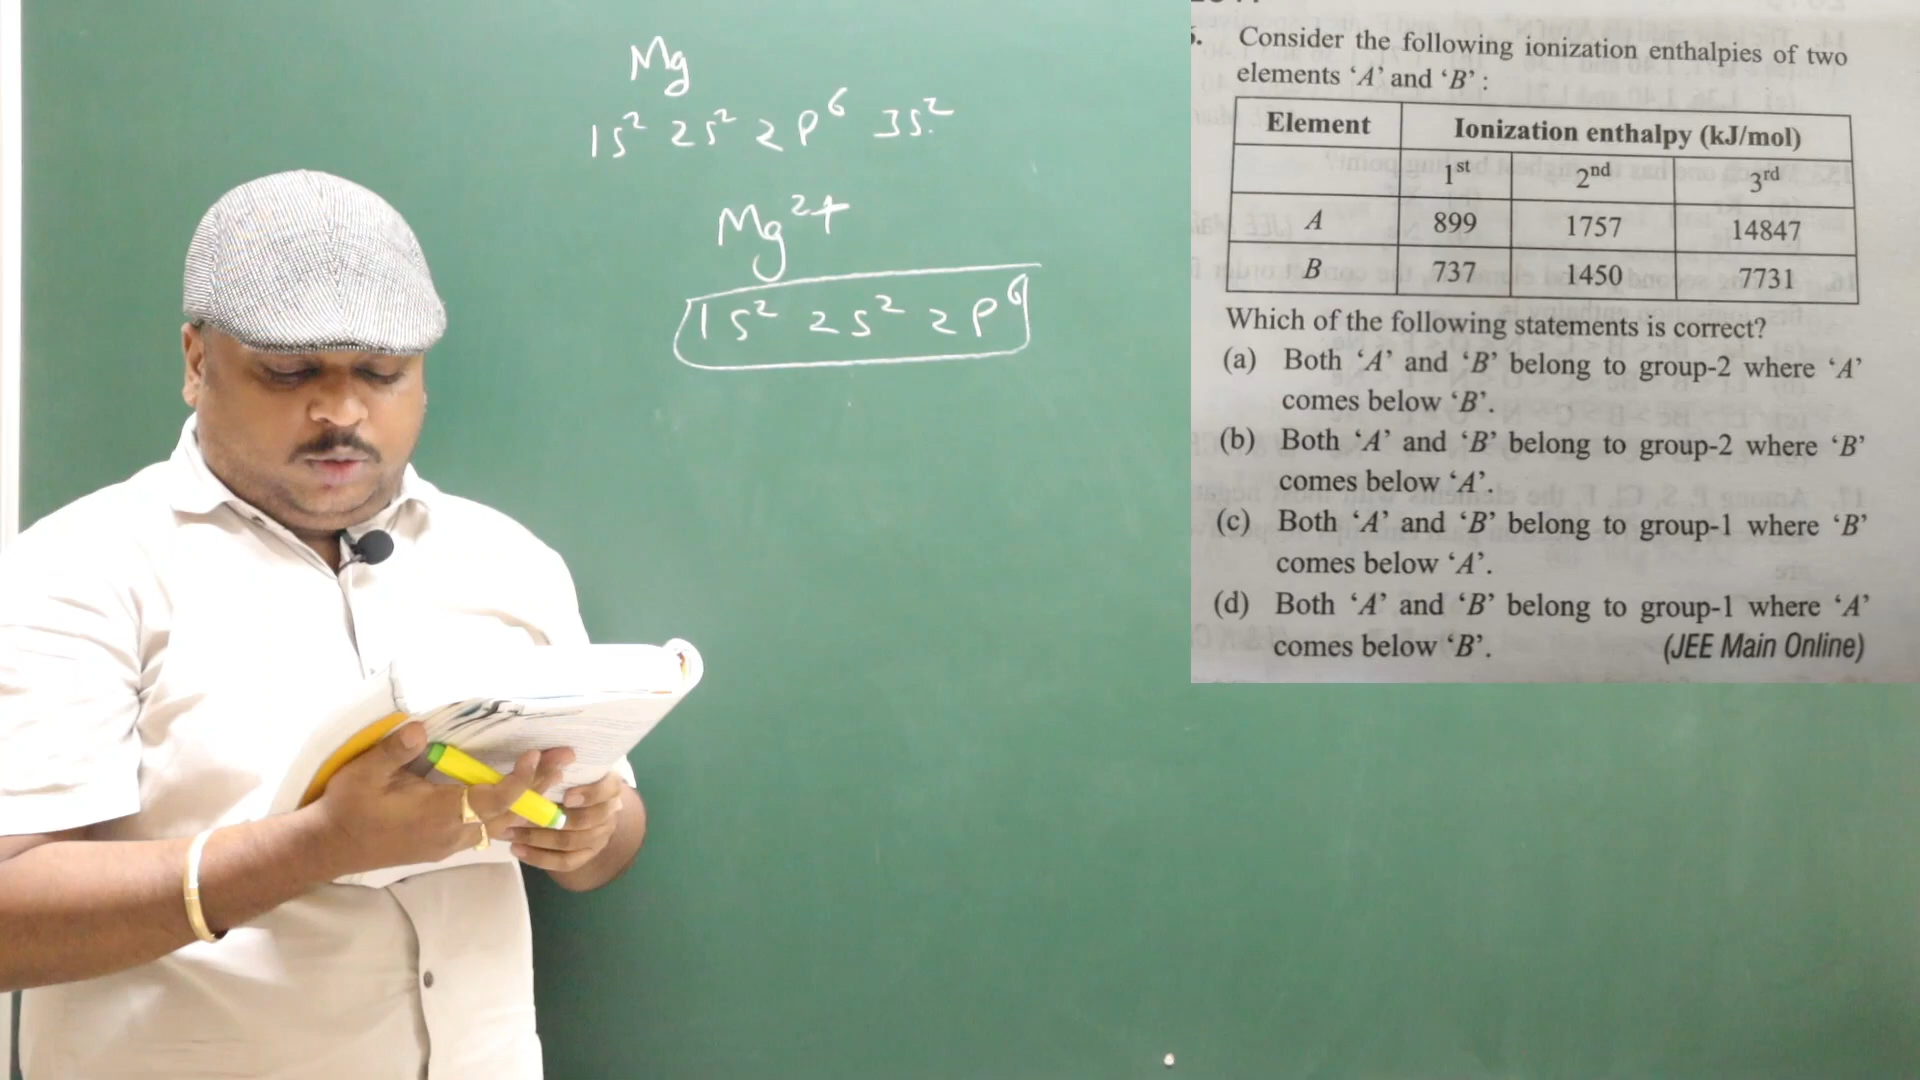 Mg
1s² 2s² 2p⁶ 3s²
Mg²⁺
1s² 2s² 2p⁶
Consider the following ionization enthalpies of two
elements ‘A’ and ‘B’ :
Element Ionization enthalpy (kJ/mol)
1st 2nd 3rd
A 899 1757 14847
B 737 1450 7731
Which of the following statements is correct?
(a) Both ‘A’ and ‘B’ belong to group-2 where ‘A’
comes below ‘B’.
(b) Both ‘A’ and ‘B’ belong to group-2 where ‘B’
comes below ‘A’.
(c) Both ‘A’ and ‘B’ belong to group-1 where ‘B’
comes below ‘A’.
(d) Both ‘A’ and ‘B’ belong to group-1 where ‘A’
comes below ‘B’. (JEE Main Online)